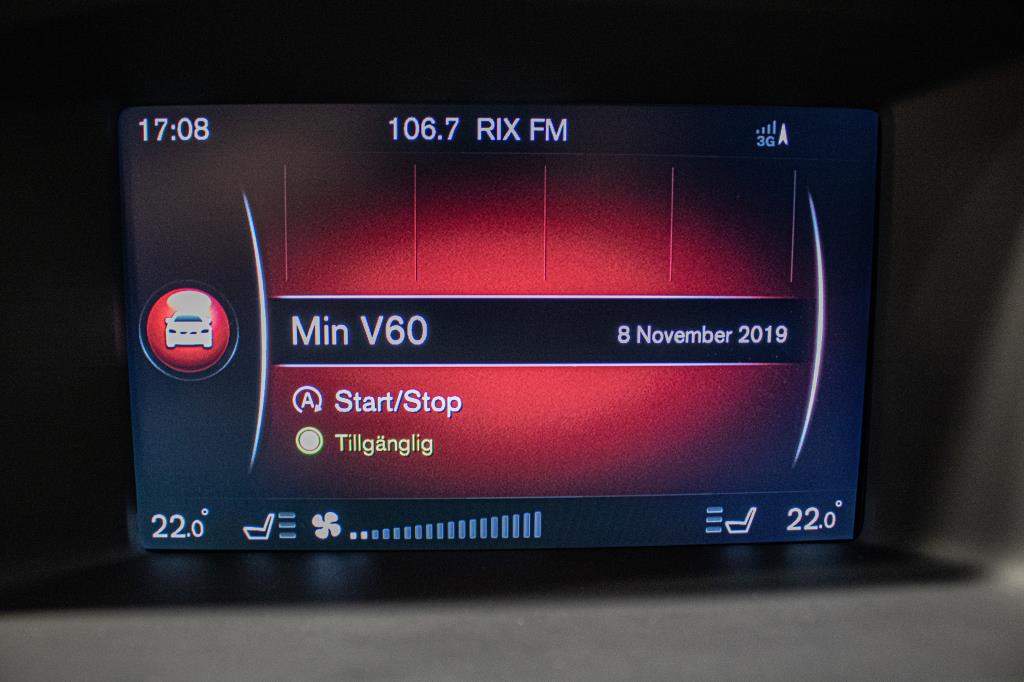 17:08 106.7 RIX FM 3G
Min V60 8 November 2019
A Start/Stop
Tillgänglig
22.0° 22.0°